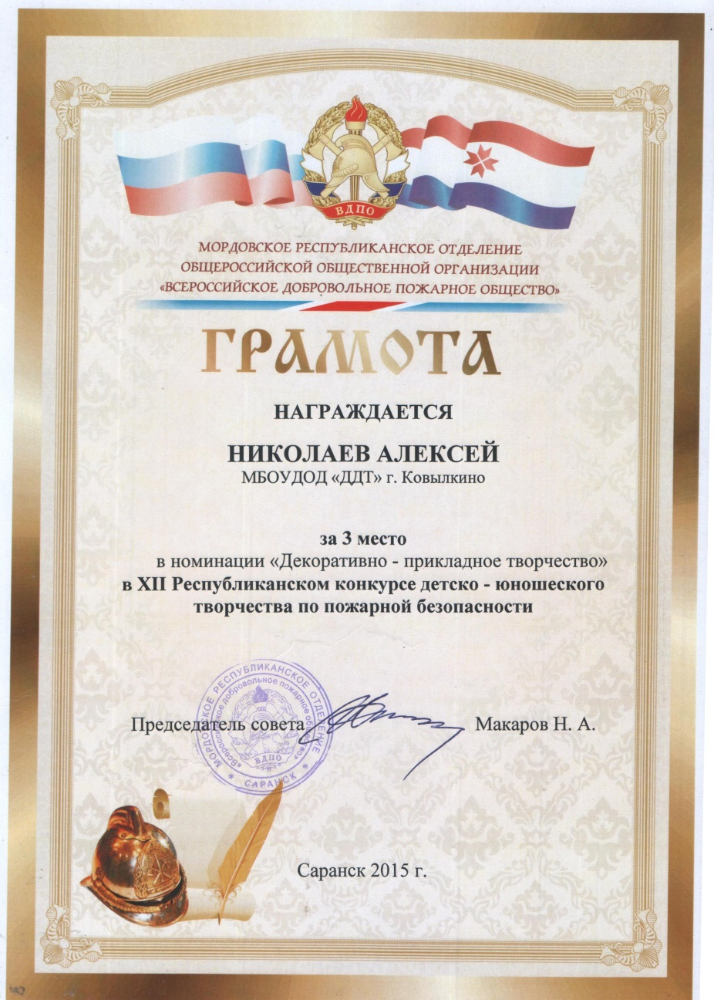 ВДПО
МОРДОВСКОЕ РЕСПУБЛИКАНСКОЕ ОТДЕЛЕНИЕ
ОБЩЕРОССИЙСКОЙ ОБЩЕСТВЕННОЙ ОРГАНИЗАЦИИ
«ВСЕРОССИЙСКОЕ ДОБРОВОЛЬНОЕ ПОЖАРНОЕ ОБЩЕСТВО»
ГРАМОТА
НАГРАЖДАЕТСЯ
НИКОЛАЕВ АЛЕКСЕЙ
МБОУДОД «ДДТ» г. Ковылкино
за 3 место
в номинации «Декоративно - прикладное творчество»
в XII Республиканском конкурсе детско - юношеского
творчества по пожарной безопасности
Председатель совета Макаров Н. А.
МОРДОВСКОЕ РЕСПУБЛИКАНСКОЕ ОТДЕЛЕНИЕ
* САРАНСК *
«Всероссийское добровольное пожарное общество»
ВДПО
Саранск 2015 г.